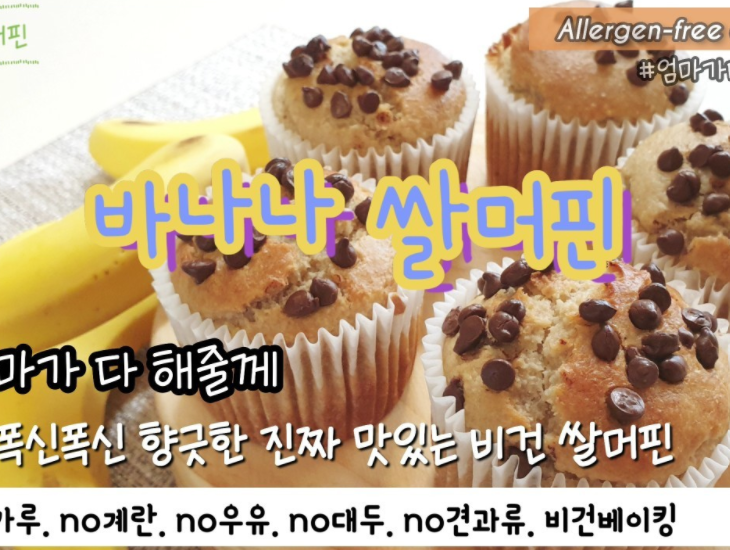 머핀
Allergen-free
#엄마가
바나나 쌀머핀
마가 다 해줄께
폭신폭신 향긋한 진짜 맛있는 비건 쌀머핀
가루. no계란. no우유. no대두. no견과류. 비건베이킹